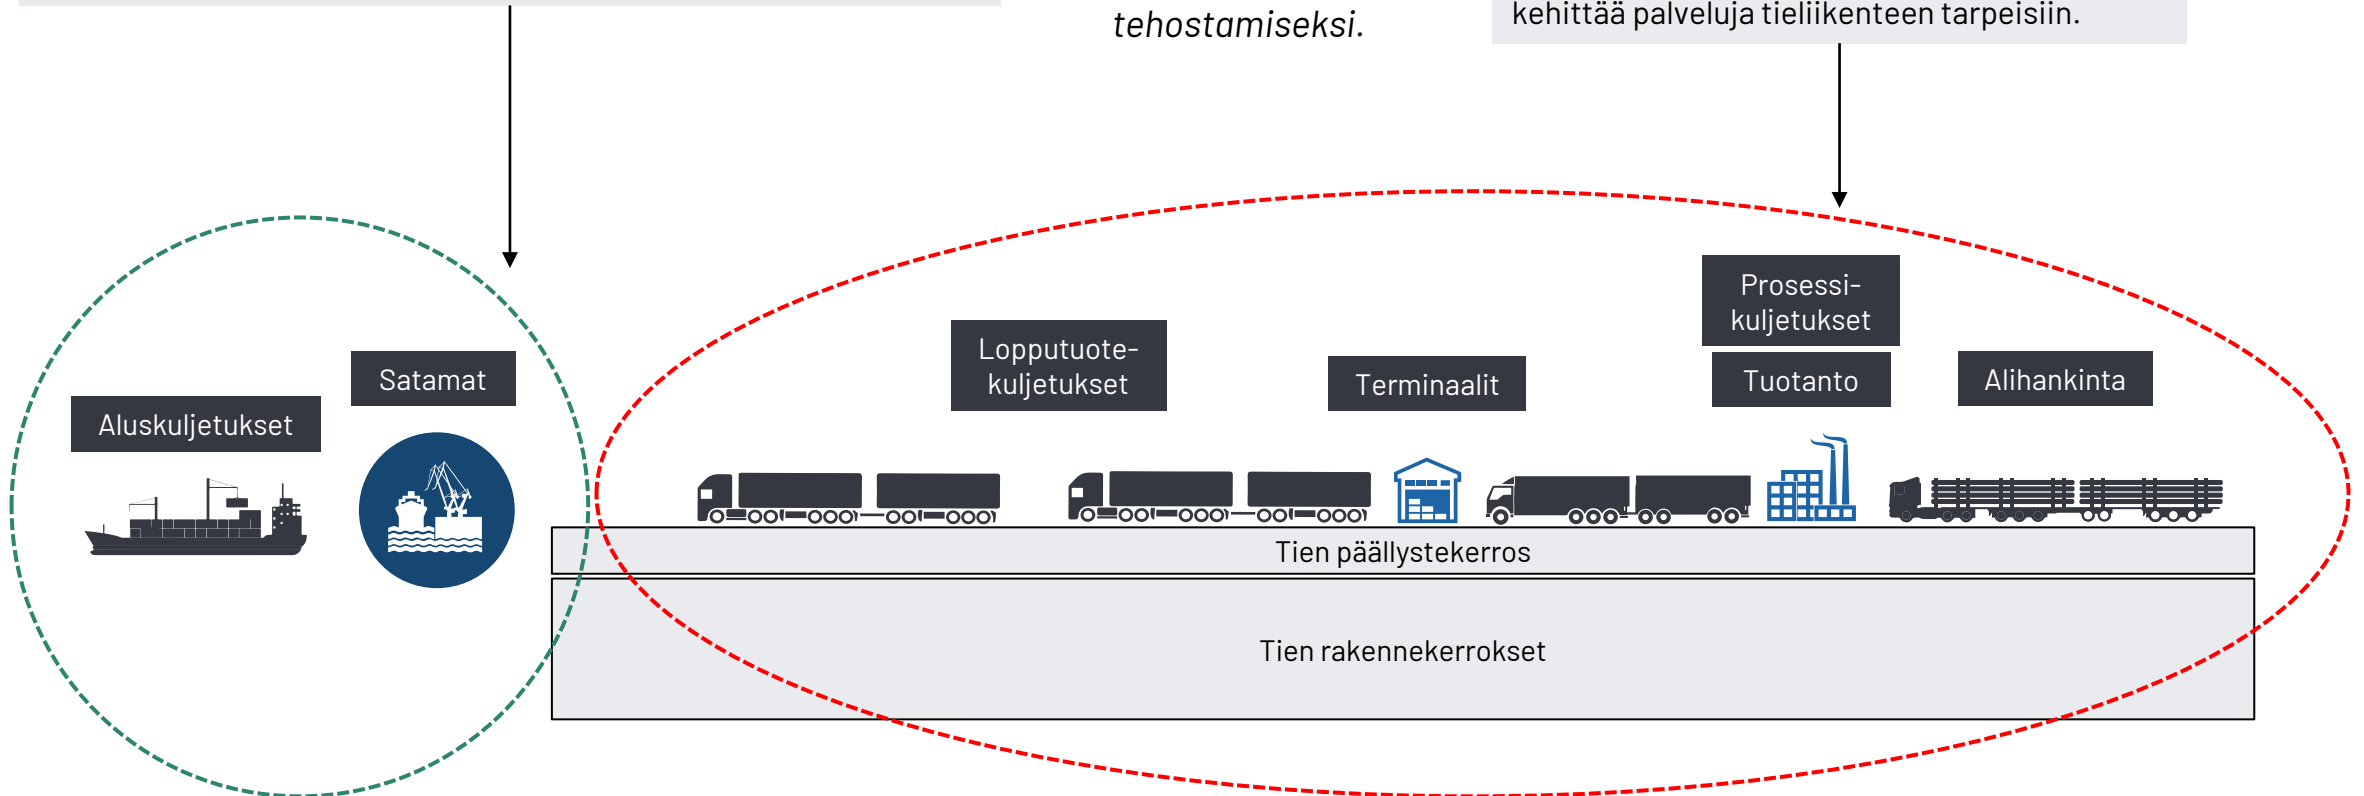 tehostamiseksi.
kehittää palveluja tieliikenteen tarpeisiin.
Prosessi-
kuljetukset
Lopputuote-
kuljetukset
Satamat
Terminaalit
Tuotanto
Alihankinta
Aluskuljetukset
Tien päällystekerros
Tien rakennekerrokset